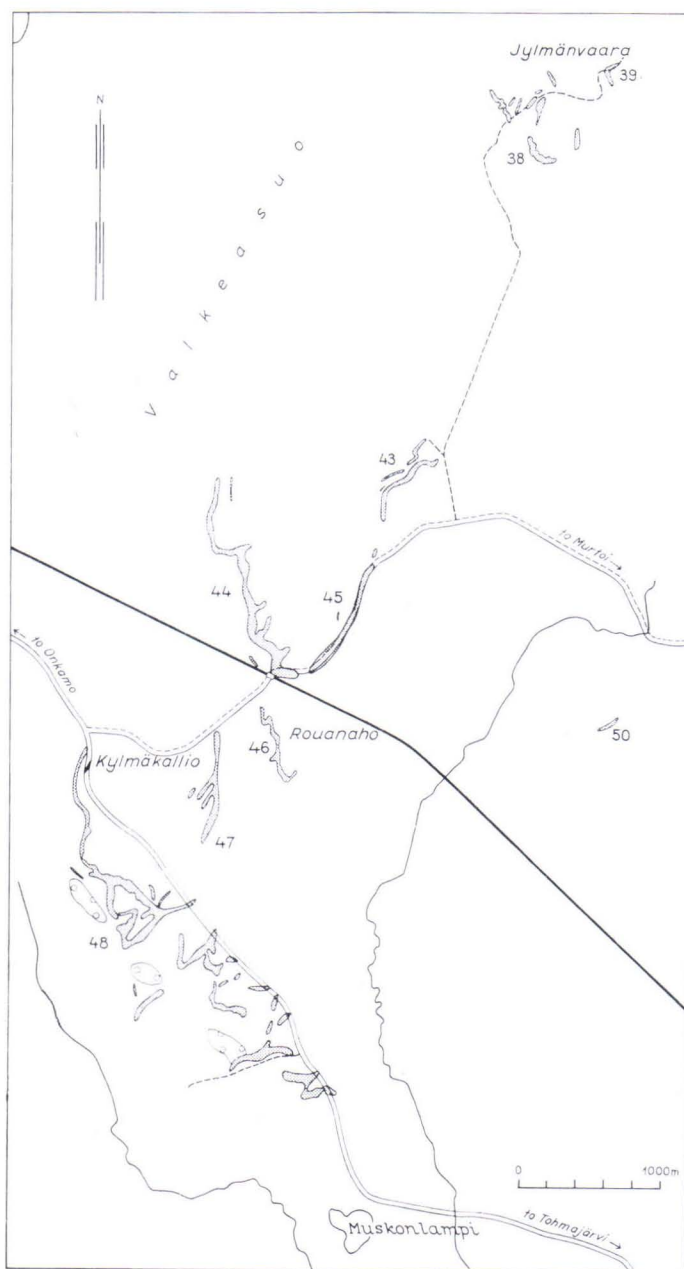 Jylmänvaara
39
N
38
Valkeasuo
43
to Murtoi
44
45
← to Onkamo
50
46
Rouanaho
Kylmäkallio
47
48
0 1000m
to Tohmajärvi →
Muskonlampi